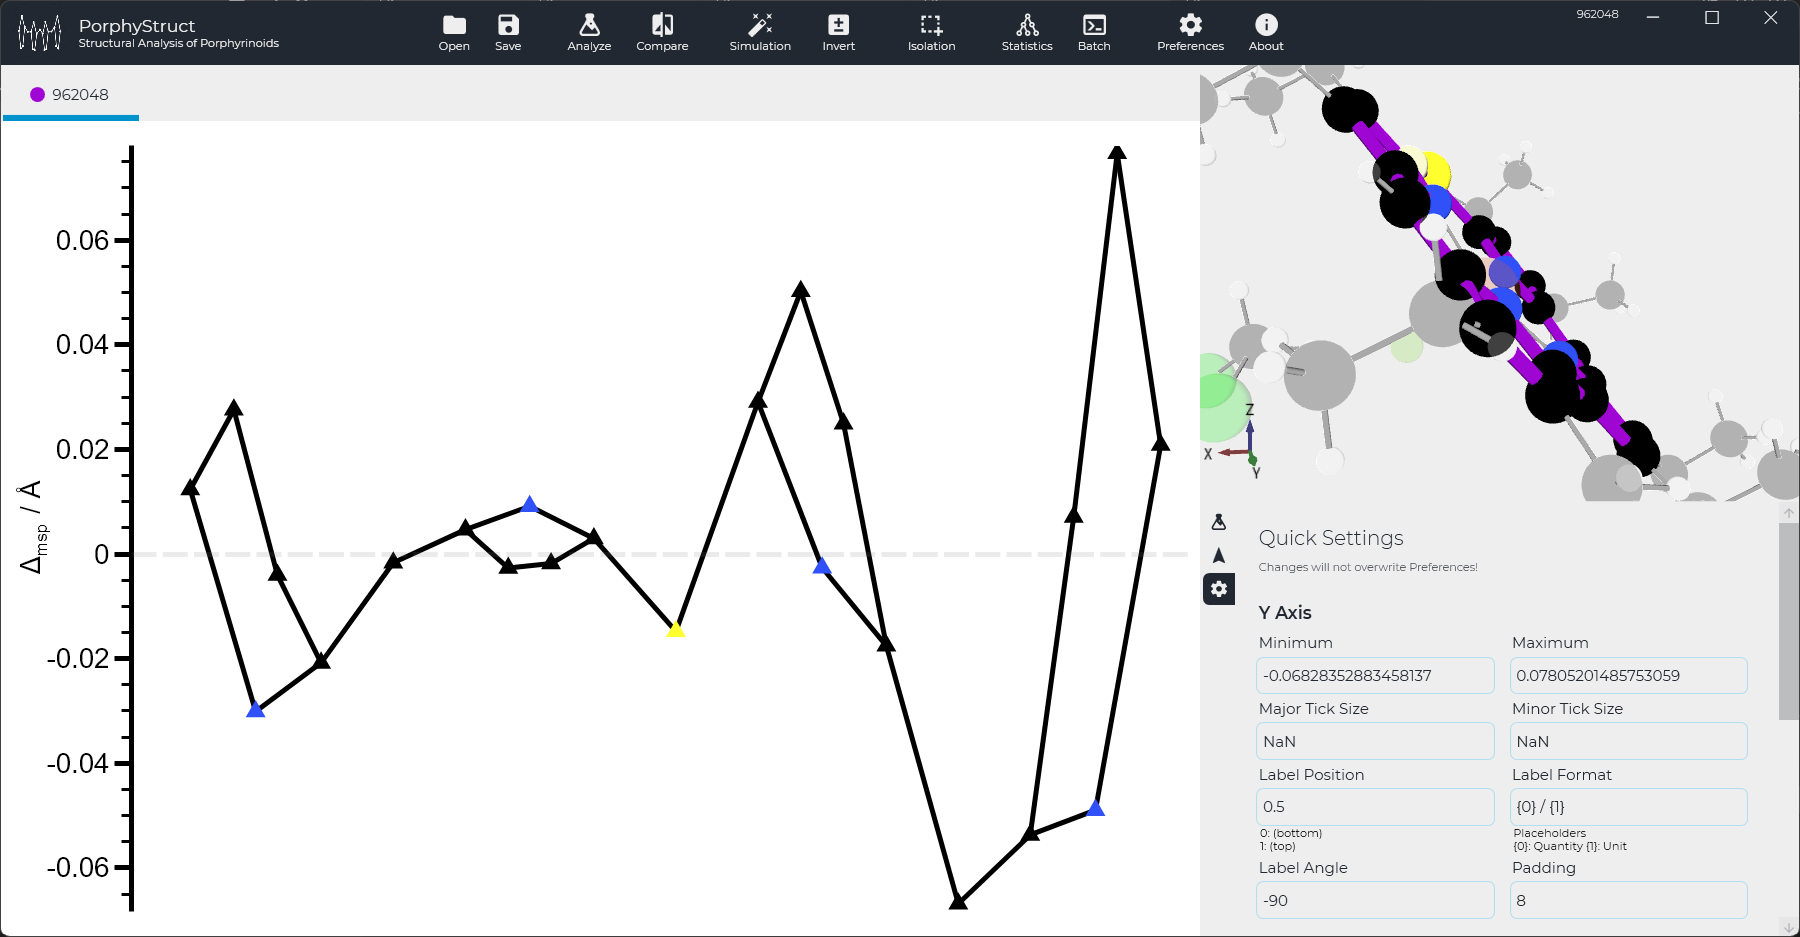 PorphyStruct
Structural Analysis of Porphyrinoids
Open Save Analyze Compare Simulation Invert Isolation Statistics Batch Preferences About
962048
962048
0.06
0.04
0.02
0
-0.02
-0.04
-0.06
Δmsp / Å
Z
X
Y
Quick Settings
Changes will not overwrite Preferences!
Y Axis
Minimum Maximum
-0.06828352883458137 0.07805201485753059
Major Tick Size Minor Tick Size
NaN NaN
Label Position Label Format
0.5 {0} / {1}
0: (bottom) Placeholders
1: (top) {0}: Quantity {1}: Unit
Label Angle Padding
-90 8